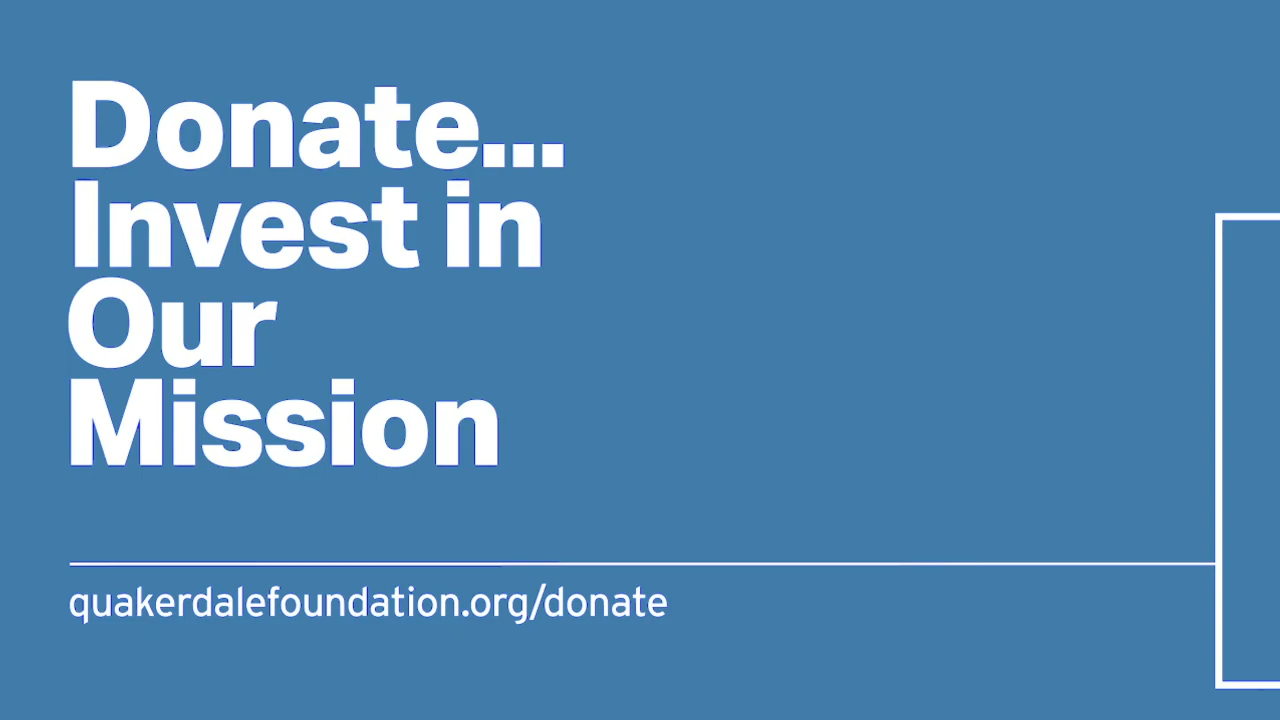 Donate...
Invest in
Our
Mission
quakerdalefoundation.org/donate